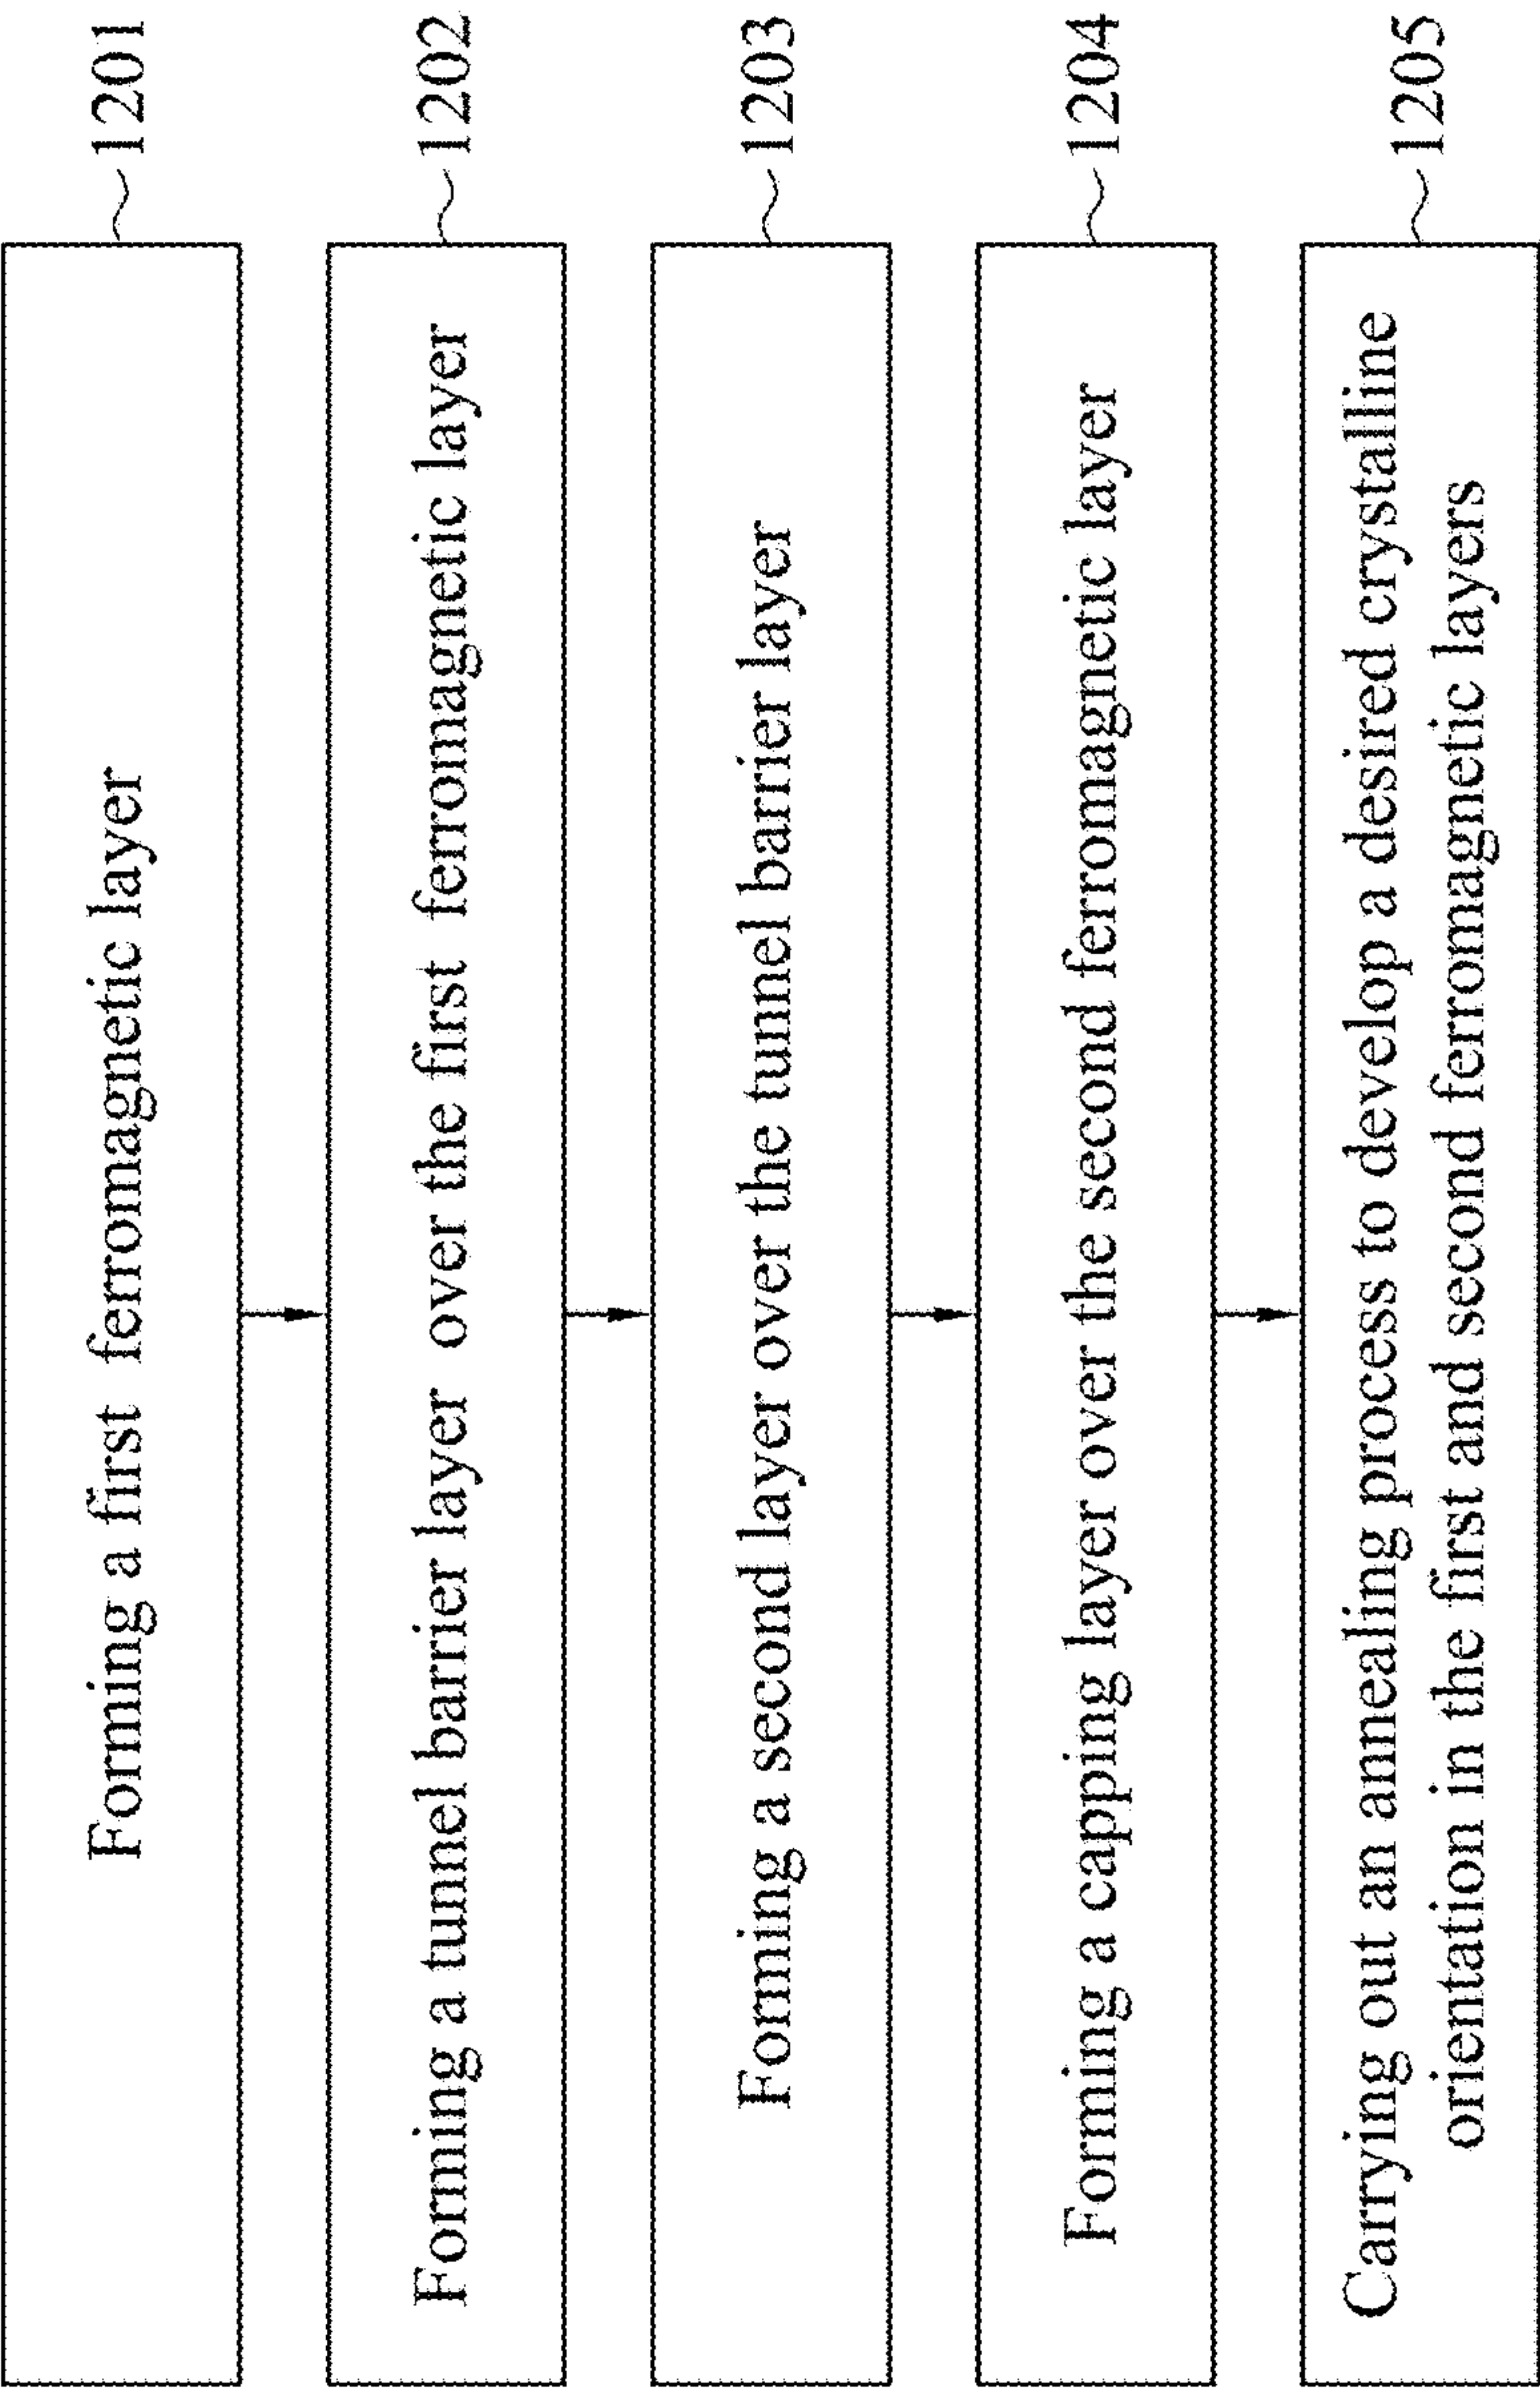 Forming a first ferromagnetic layer
1201
Forming a tunnel barrier layer over the first ferromagnetic layer
1202
Forming a second layer over the tunnel barrier layer
1203
Forming a capping layer over the second ferromagnetic layer
1204
Carrying out an annealing process to develop a desired crystalline
orientation in the first and second ferromagnetic layers
1205